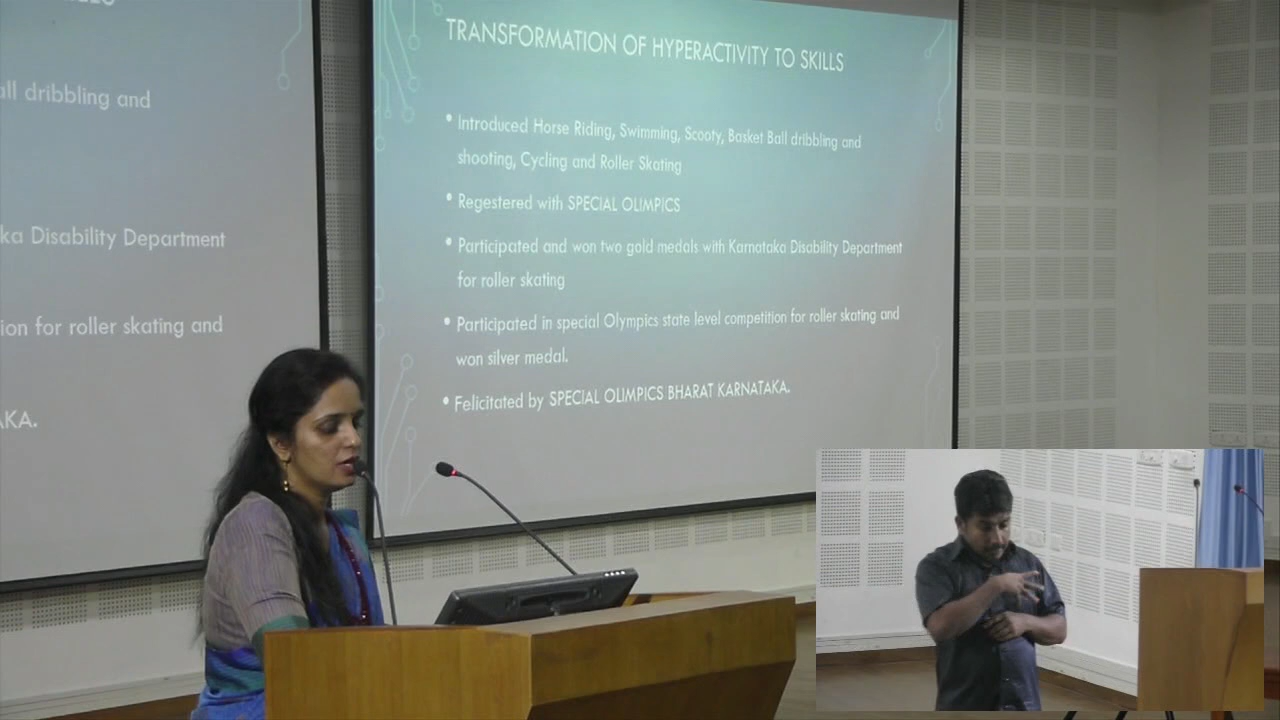 all dribbling and
ka Disability Department
ion for roller skating and
AKA.
TRANSFORMATION OF HYPERACTIVITY TO SKILLS
• Introduced Horse Riding, Swimming, Scooty, Basket Ball dribbling and
shooting, Cycling and Roller Skating
• Regestered with SPECIAL OLIMPICS
• Participated and won two gold medals with Karnataka Disability Department
for roller skating
• Participated in special Olympics state level competition for roller skating and
won silver medal.
• Felicitated by SPECIAL OLIMPICS BHARAT KARNATAKA.